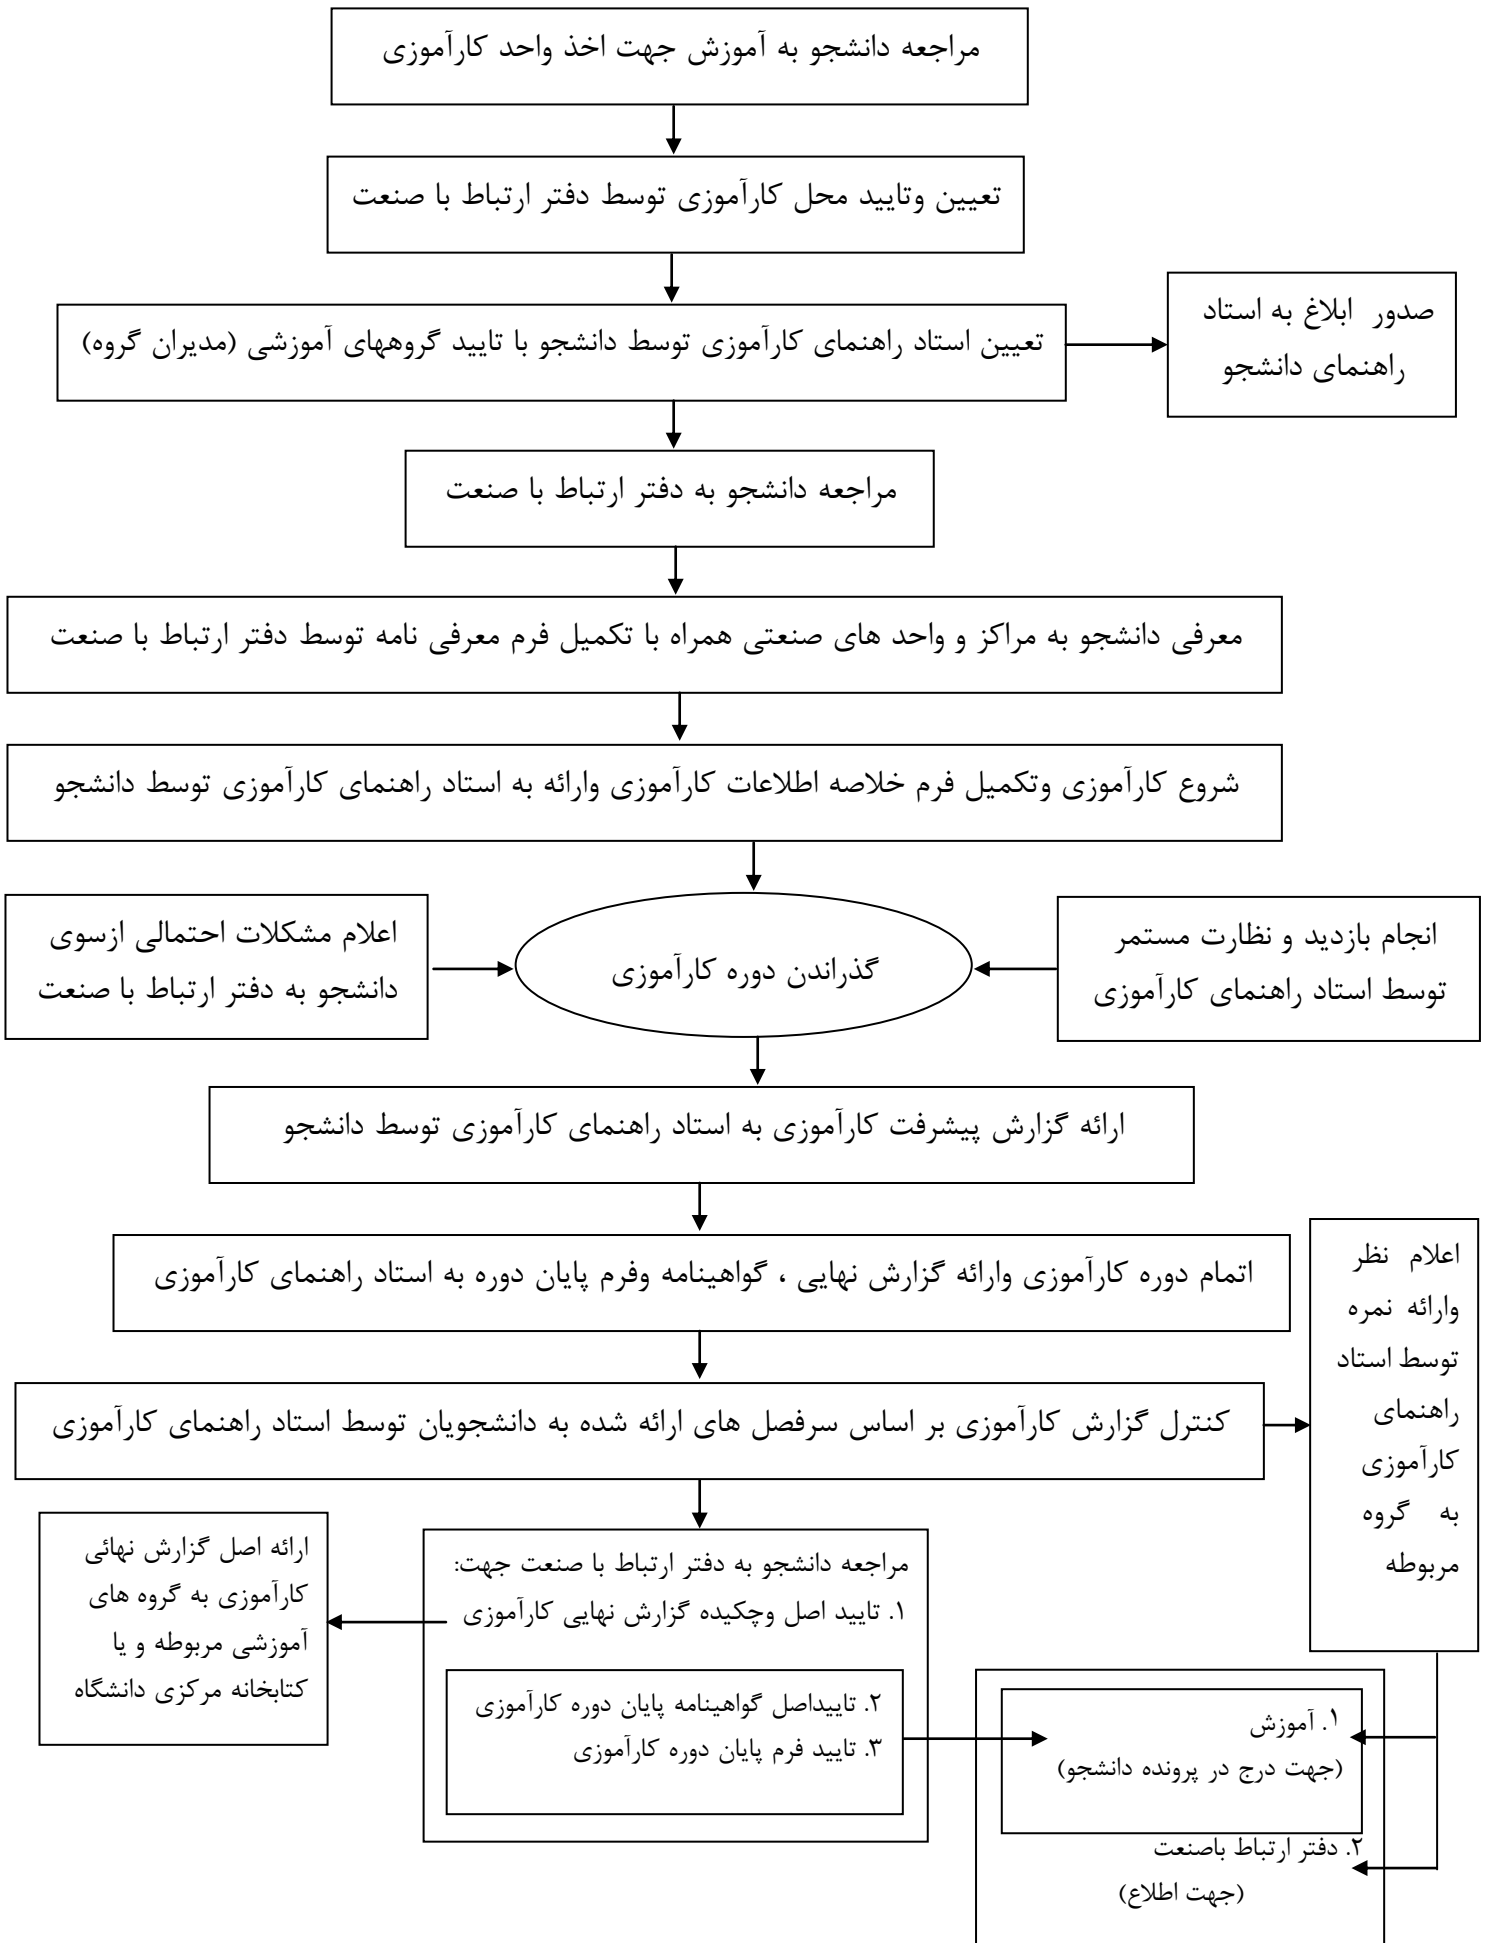 مراجعه دانشجو به آموزش جهت اخذ واحد کارآموزی
تعیین وتایید محل کارآموزی توسط دفتر ارتباط با صنعت
صدور ابلاغ به استاد
راهنمای دانشجو
تعیین استاد راهنمای کارآموزی توسط دانشجو با تایید گروههای آموزشی (مدیران گروه)
مراجعه دانشجو به دفتر ارتباط با صنعت
معرفی دانشجو به مراکز و واحد های صنعتی همراه با تکمیل فرم معرفی نامه توسط دفتر ارتباط با صنعت
شروع کارآموزی وتکمیل فرم خلاصه اطلاعات کارآموزی وارائه به استاد راهنمای کارآموزی توسط دانشجو
انجام بازدید و نظارت مستمر
توسط استاد راهنمای کارآموزی
گذراندن دوره کارآموزی
اعلام مشکلات احتمالی ازسوی
دانشجو به دفتر ارتباط با صنعت
ارائه گزارش پیشرفت کارآموزی به استاد راهنمای کارآموزی توسط دانشجو
اتمام دوره کارآموزی وارائه گزارش نهایی ، گواهینامه وفرم پایان دوره به استاد راهنمای کارآموزی
کنترل گزارش کارآموزی بر اساس سرفصل های ارائه شده به دانشجویان توسط استاد راهنمای کارآموزی
اعلام نظر
وارائه نمره
توسط استاد
راهنمای
کارآموزی
به گروه
مربوطه
مراجعه دانشجو به دفتر ارتباط با صنعت جهت:
۱. تایید اصل وچکیده گزارش نهایی کارآموزی
۲. تاییداصل گواهینامه پایان دوره کارآموزی
۳. تایید فرم پایان دوره کارآموزی
ارائه اصل گزارش نهائی
کارآموزی به گروه های
آموزشی مربوطه و یا
کتابخانه مرکزی دانشگاه
۱. آموزش
(جهت درج در پرونده دانشجو)
۲. دفتر ارتباط باصنعت
(جهت اطلاع)